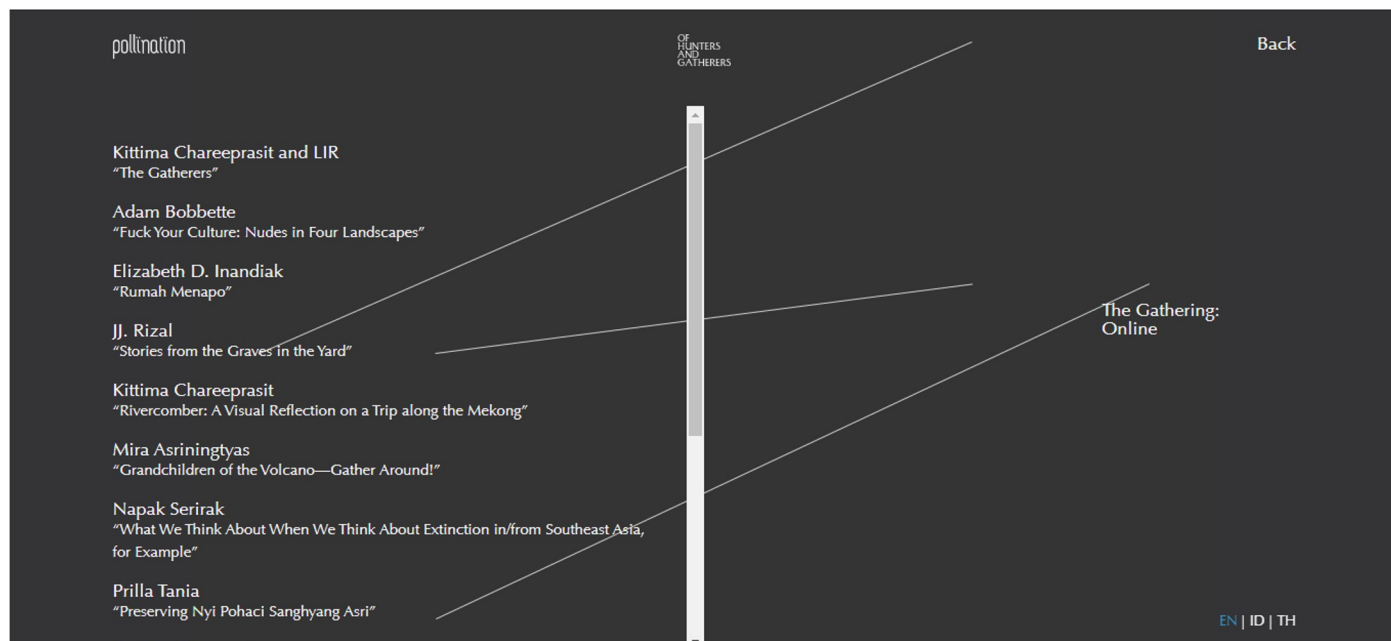 pollïnatïon
OF
HUNTERS
AND
GATHERERS
Back
Kittima Chareeprasit and LIR
“The Gatherers”
Adam Bobbette
“Fuck Your Culture: Nudes in Four Landscapes”
Elizabeth D. Inandiak
“Rumah Menapo”
JJ. Rizal
“Stories from the Graves in the Yard”
Kittima Chareeprasit
“Rivercomber: A Visual Reflection on a Trip along the Mekong”
Mira Asriningtyas
“Grandchildren of the Volcano—Gather Around!”
Napak Serirak
“What We Think About When We Think About Extinction in/from Southeast Asia,
for Example”
Prilla Tania
“Preserving Nyi Pohaci Sanghyang Asri”
The Gathering:
Online
EN | ID | TH